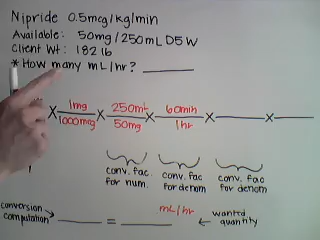 Nipride 0.5mcg/kg/min
Available: 50mg/250mL D5W
Client Wt: 182 lb
* How many mL/hr? ______
X 1mg/1000mcg X 250mL/50mg X 60min/1hr X ____ X ____
conv. fac. for num.
conv. fac for denom
conv. fac for denom
conversion computation ____ = ____ mL/hr ← wanted quantity